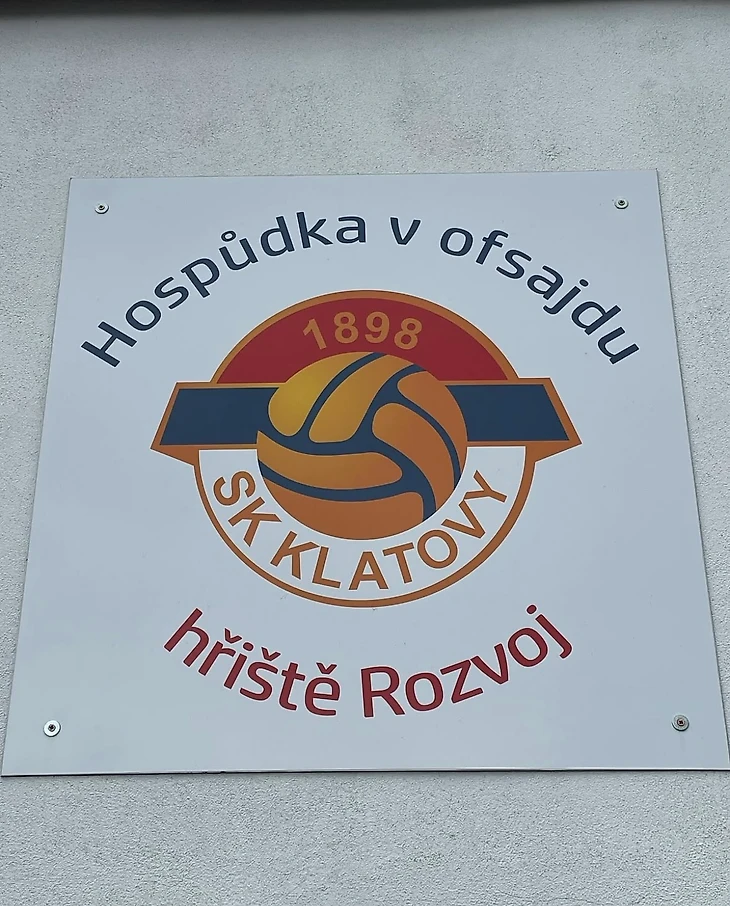 Hospůdka v ofsajdu
1898
SK KLATOVY
hřiště Rozvoj